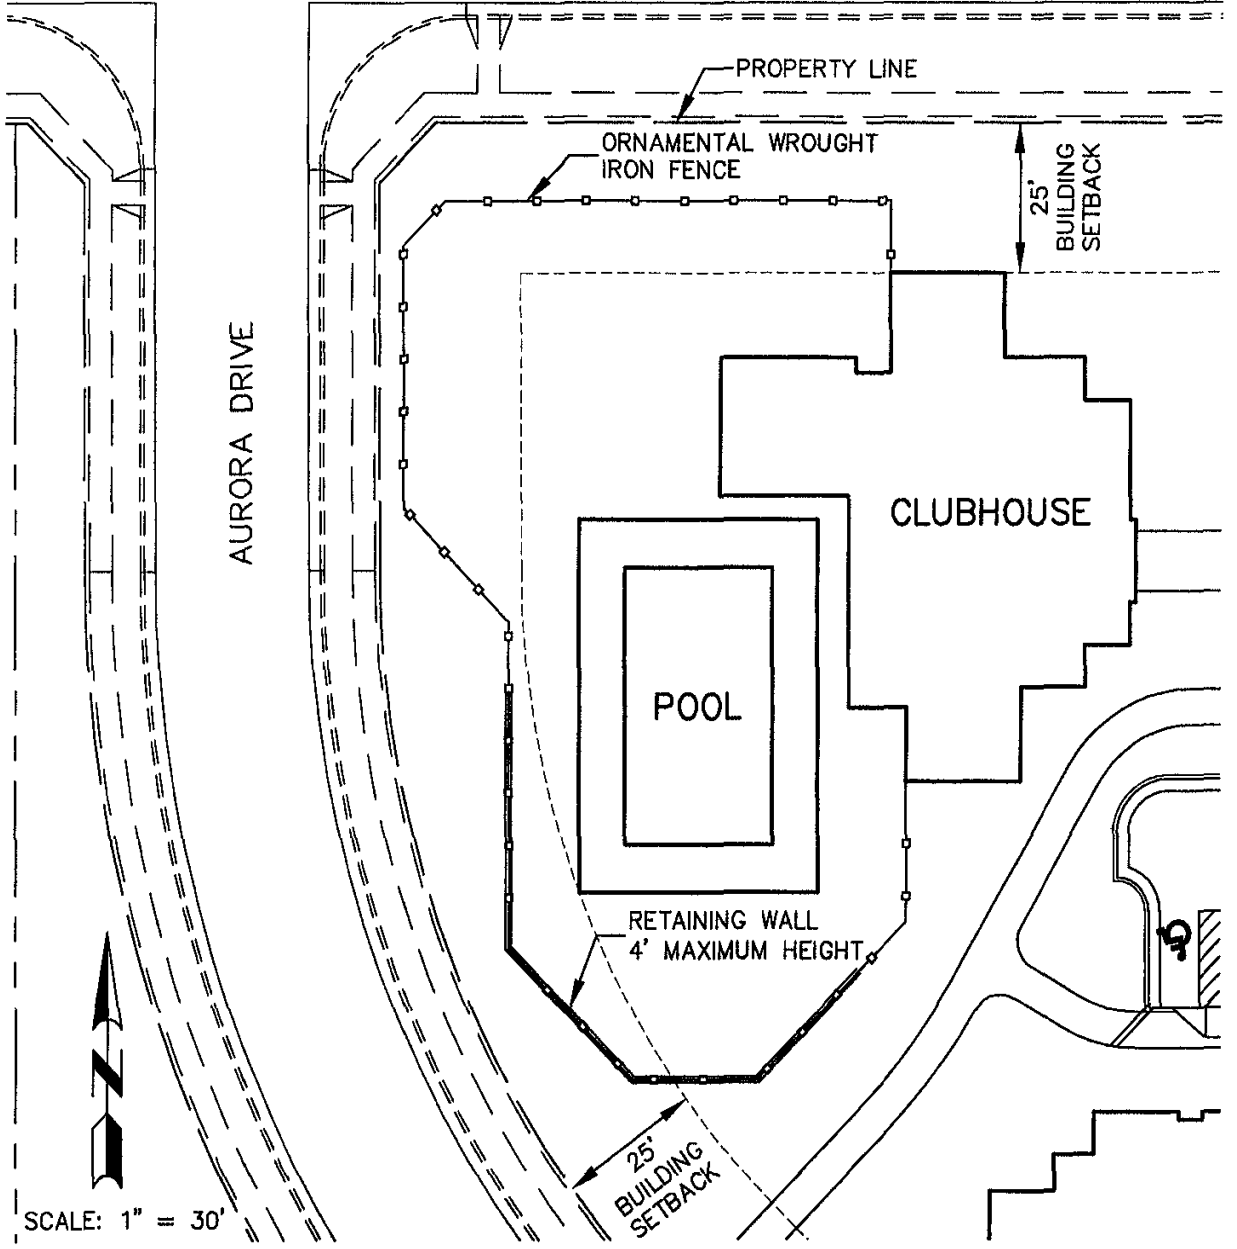 PROPERTY LINE
ORNAMENTAL WROUGHT
IRON FENCE
25'
BUILDING
SETBACK
AURORA DRIVE
CLUBHOUSE
POOL
RETAINING WALL
4' MAXIMUM HEIGHT
N
25'
BUILDING
SETBACK
SCALE: 1" = 30'